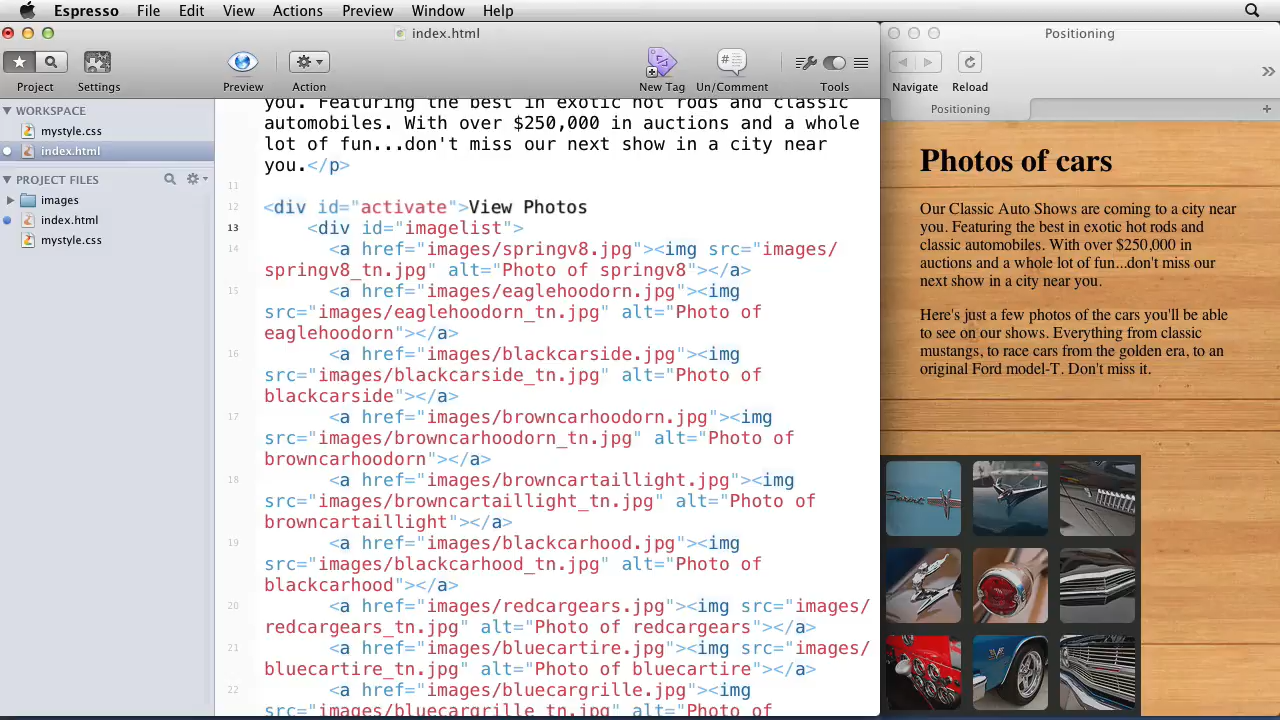 Espresso File Edit View Actions Preview Window Help
index.html
Project Settings Preview Action New Tag Un/Comment Tools
WORKSPACE
mystyle.css
index.html
PROJECT FILES
images
index.html
mystyle.css
you. Featuring the best in exotic hot rods and classic
automobiles. With over $250,000 in auctions and a whole
lot of fun...don't miss our next show in a city near
you.</p>
11
12 <div id="activate">View Photos
13 <div id="imagelist">
14 <a href="images/springv8.jpg"><img src="images/
springv8_tn.jpg" alt="Photo of springv8"></a>
15 <a href="images/eaglehoodorn.jpg"><img
src="images/eaglehoodorn_tn.jpg" alt="Photo of
eaglehoodorn"></a>
16 <a href="images/blackcarside.jpg"><img
src="images/blackcarside_tn.jpg" alt="Photo of
blackcarside"></a>
17 <a href="images/browncarhoodorn.jpg"><img
src="images/browncarhoodorn_tn.jpg" alt="Photo of
browncarhoodorn"></a>
18 <a href="images/browncartaillight.jpg"><img
src="images/browncartaillight_tn.jpg" alt="Photo of
browncartaillight"></a>
19 <a href="images/blackcarhood.jpg"><img
src="images/blackcarhood_tn.jpg" alt="Photo of
blackcarhood"></a>
20 <a href="images/redcargears.jpg"><img src="images/
redcargears_tn.jpg" alt="Photo of redcargears"></a>
21 <a href="images/bluecartire.jpg"><img src="images/
bluecartire_tn.jpg" alt="Photo of bluecartire"></a>
22 <a href="images/bluecargrille.jpg"><img
src="images/bluecargrille_tn.jpg" alt="Photo of
Positioning
Navigate Reload
Positioning
Photos of cars
Our Classic Auto Shows are coming to a city near
you. Featuring the best in exotic hot rods and
classic automobiles. With over $250,000 in
auctions and a whole lot of fun...don't miss our
next show in a city near you.
Here's just a few photos of the cars you'll be able
to see on our shows. Everything from classic
mustangs, to race cars from the golden era, to an
original Ford model-T. Don't miss it.